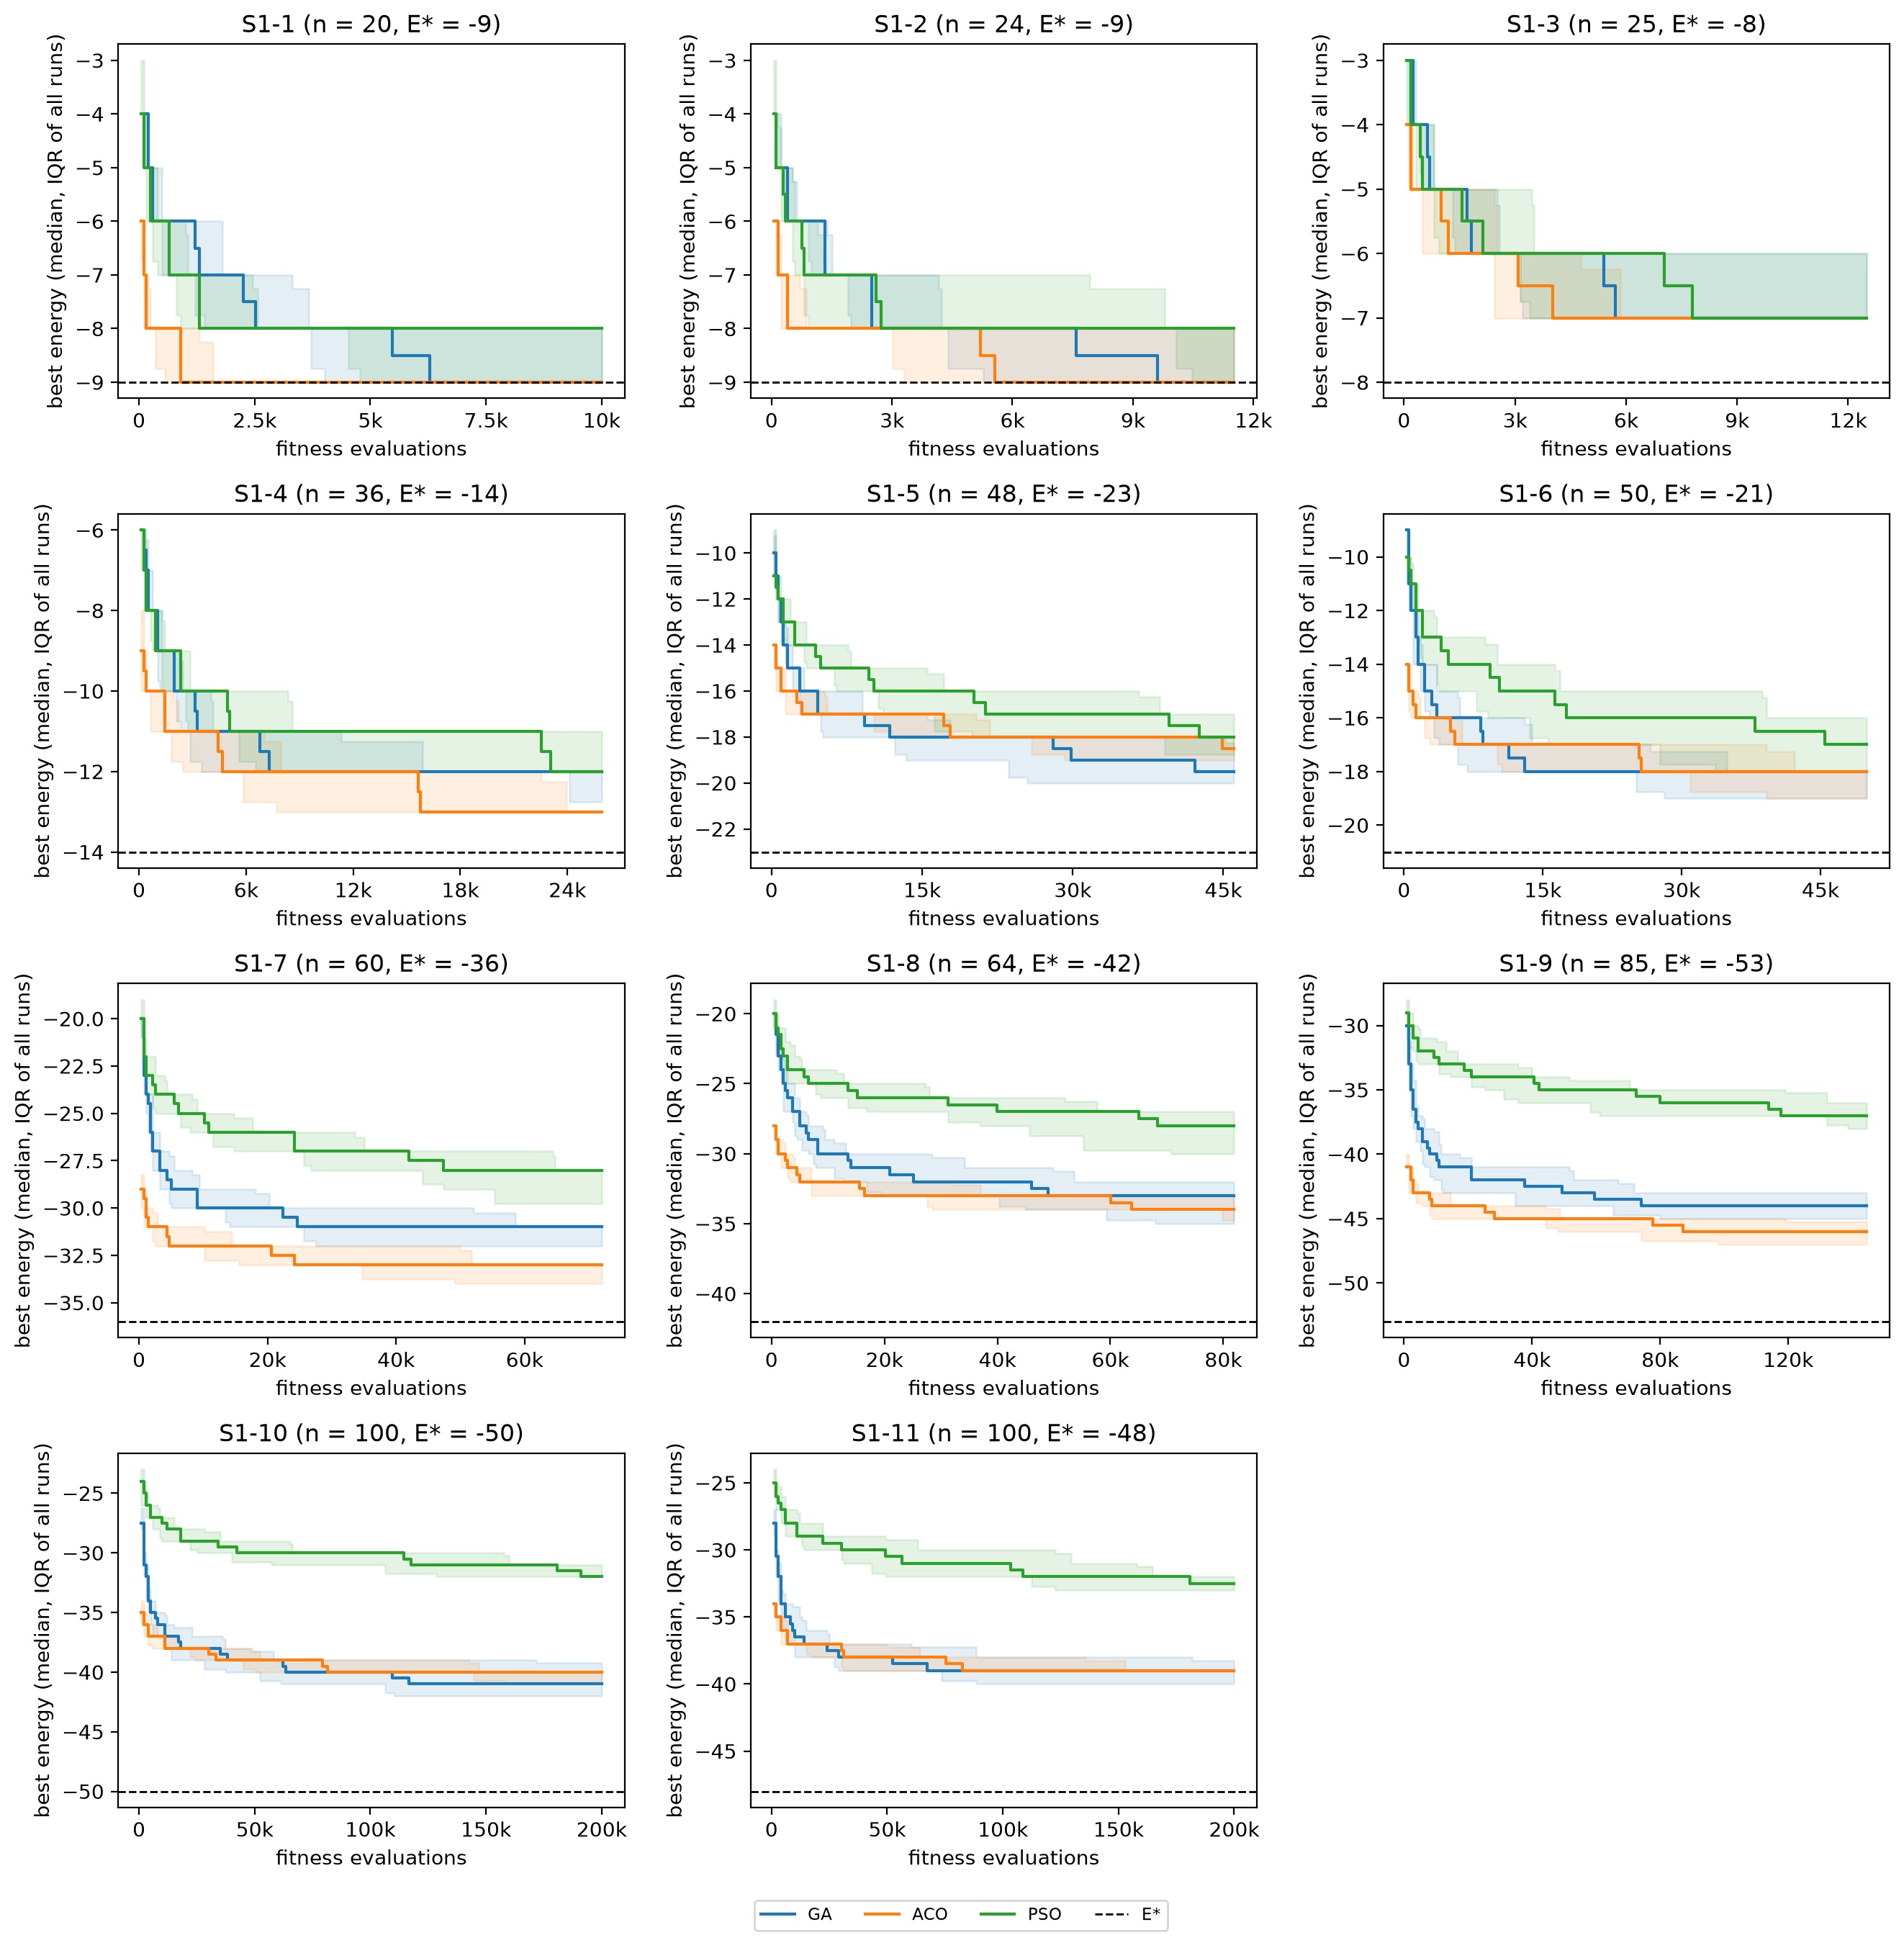 S1-1 (n = 20, E* = -9)
best energy (median, IQR of all runs)
−3
−4
−5
−6
−7
−8
−9
0 2.5k 5k 7.5k 10k
fitness evaluations
S1-2 (n = 24, E* = -9)
best energy (median, IQR of all runs)
−3
−4
−5
−6
−7
−8
−9
0 3k 6k 9k 12k
fitness evaluations
S1-3 (n = 25, E* = -8)
best energy (median, IQR of all runs)
−3
−4
−5
−6
−7
−8
0 3k 6k 9k 12k
fitness evaluations
S1-4 (n = 36, E* = -14)
best energy (median, IQR of all runs)
−6
−8
−10
−12
−14
0 6k 12k 18k 24k
fitness evaluations
S1-5 (n = 48, E* = -23)
best energy (median, IQR of all runs)
−10
−12
−14
−16
−18
−20
−22
0 15k 30k 45k
fitness evaluations
S1-6 (n = 50, E* = -21)
best energy (median, IQR of all runs)
−10
−12
−14
−16
−18
−20
0 15k 30k 45k
fitness evaluations
S1-7 (n = 60, E* = -36)
best energy (median, IQR of all runs)
−20.0
−22.5
−25.0
−27.5
−30.0
−32.5
−35.0
0 20k 40k 60k
fitness evaluations
S1-8 (n = 64, E* = -42)
best energy (median, IQR of all runs)
−20
−25
−30
−35
−40
0 20k 40k 60k 80k
fitness evaluations
S1-9 (n = 85, E* = -53)
best energy (median, IQR of all runs)
−30
−35
−40
−45
−50
0 40k 80k 120k
fitness evaluations
S1-10 (n = 100, E* = -50)
best energy (median, IQR of all runs)
−25
−30
−35
−40
−45
−50
0 50k 100k 150k 200k
fitness evaluations
S1-11 (n = 100, E* = -48)
best energy (median, IQR of all runs)
−25
−30
−35
−40
−45
0 50k 100k 150k 200k
fitness evaluations
GA ACO PSO E*